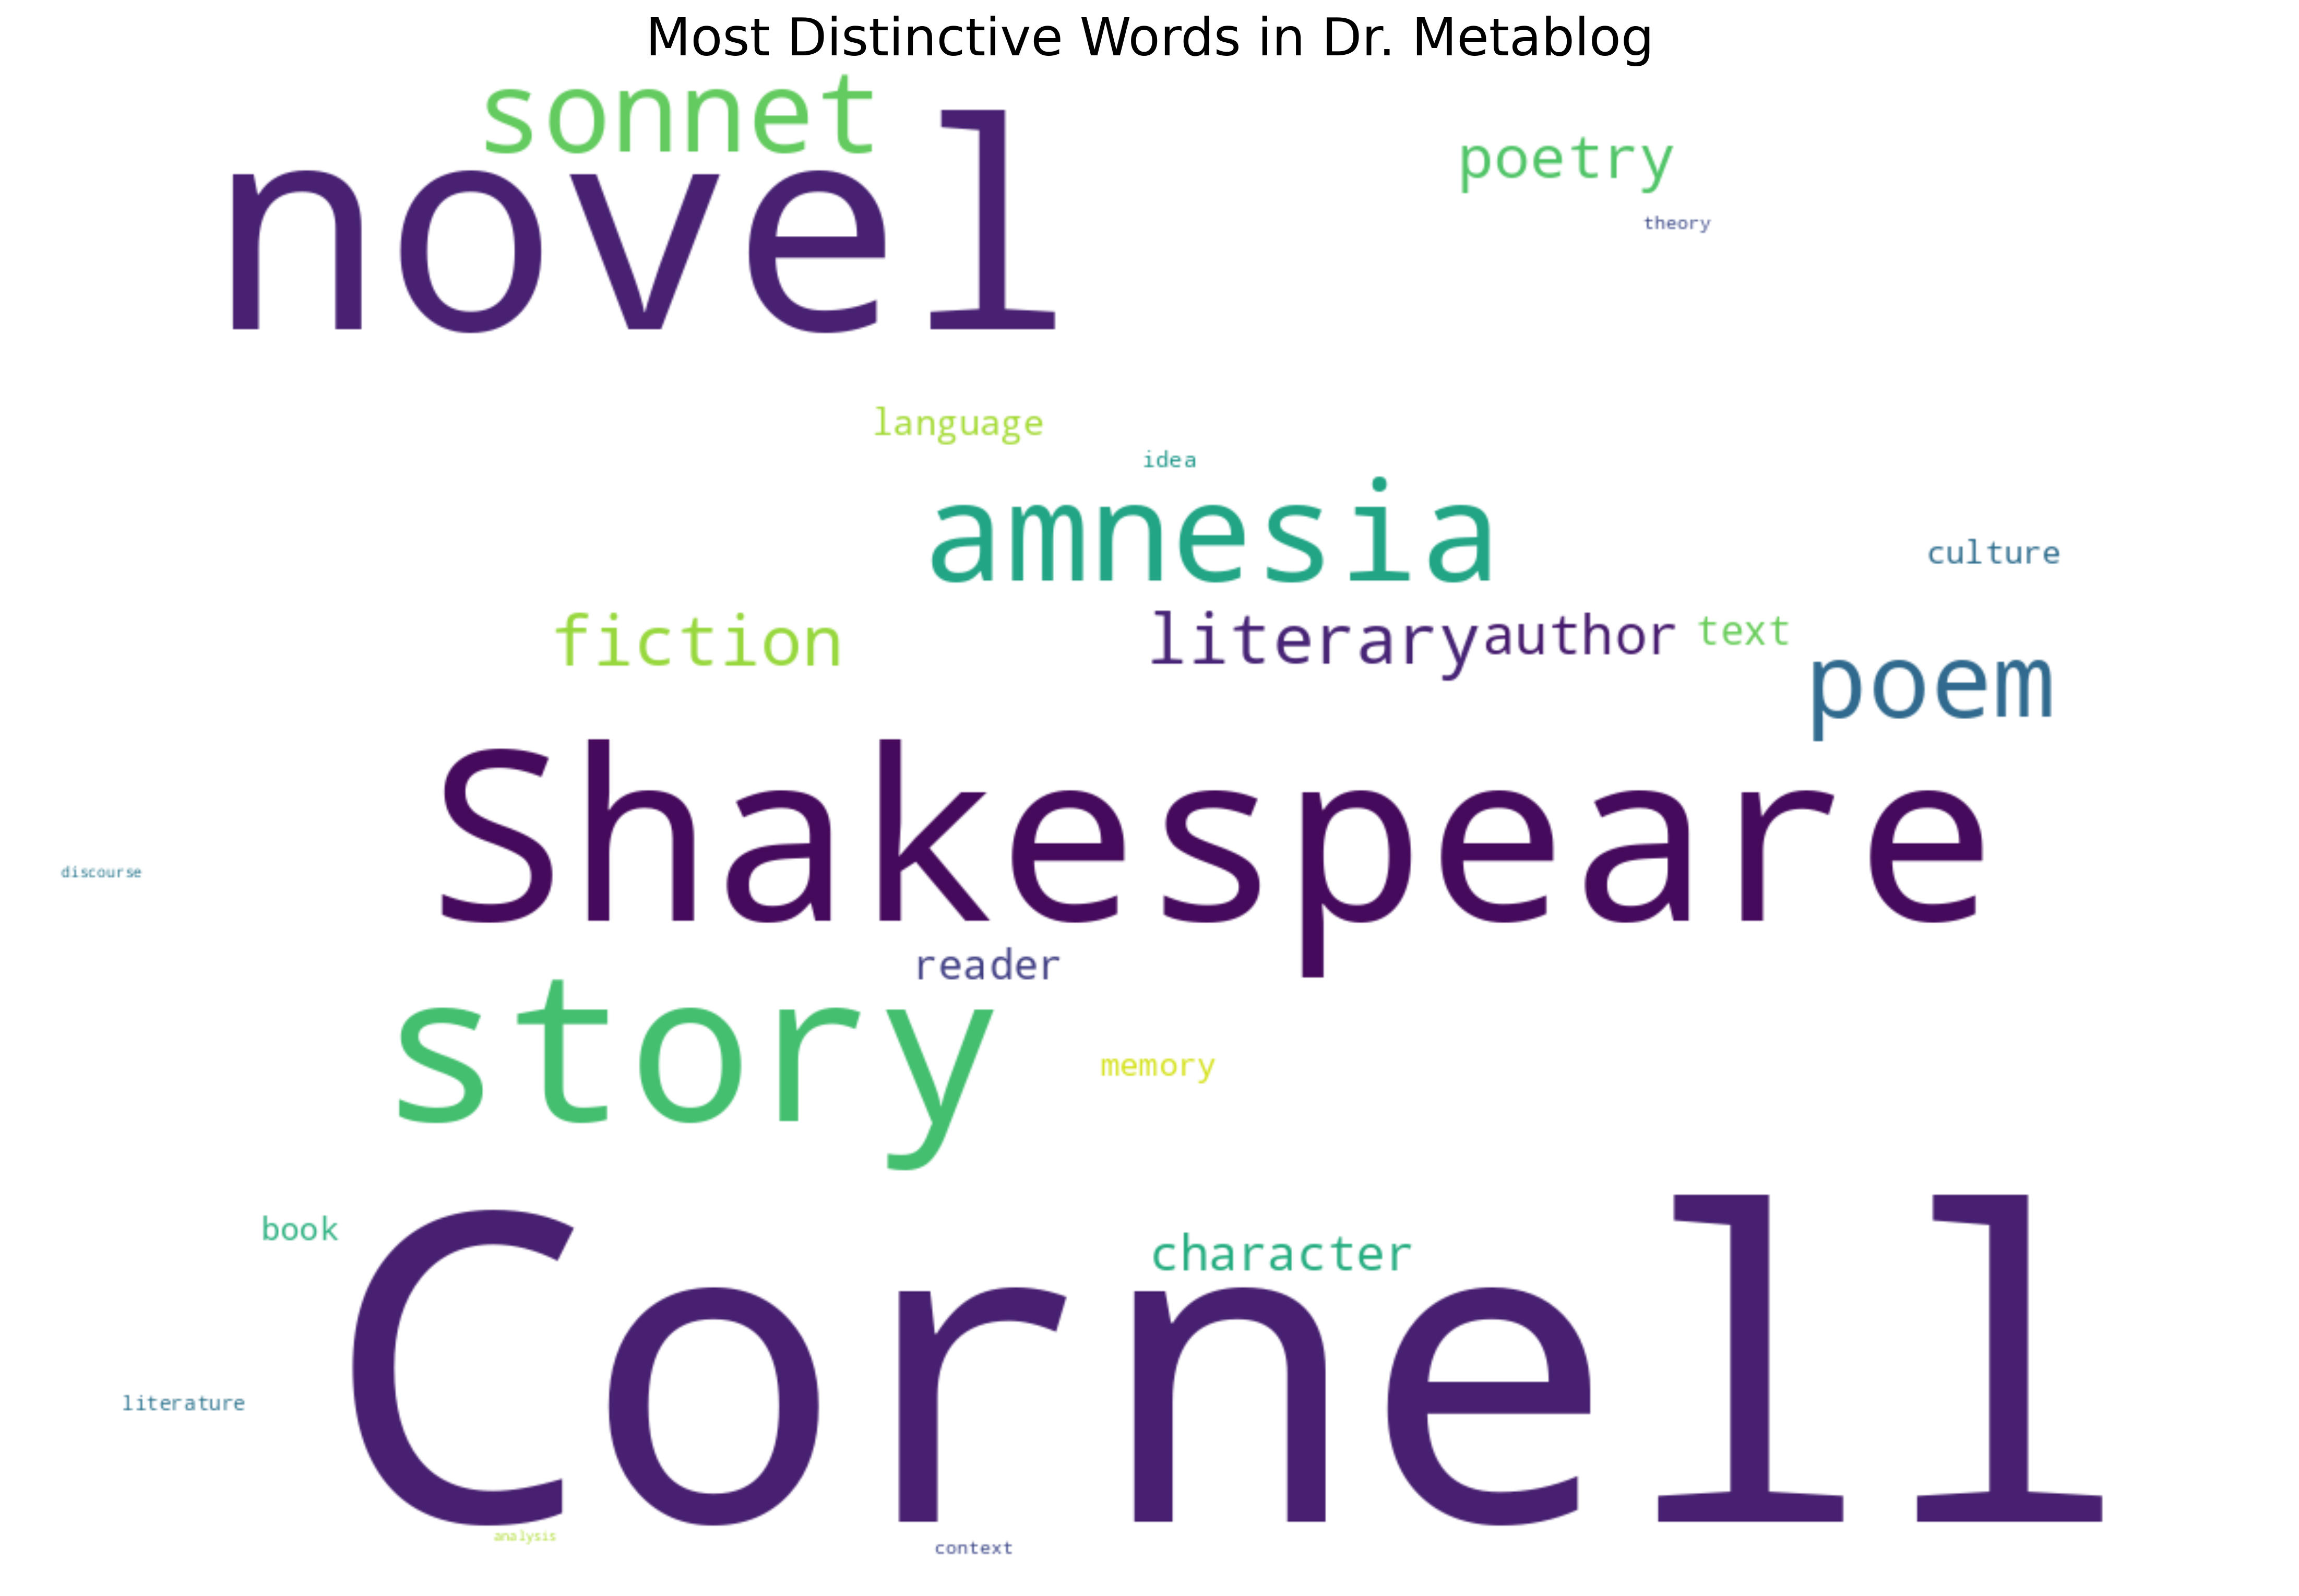 Most Distinctive Words in Dr. Metablog
sonnet
novel
poetry
theory
language
idea
amnesia
culture
fiction
literary author text
poem
Shakespeare
discourse
reader
story
memory
book
character
Cornell
literature
analysis
context